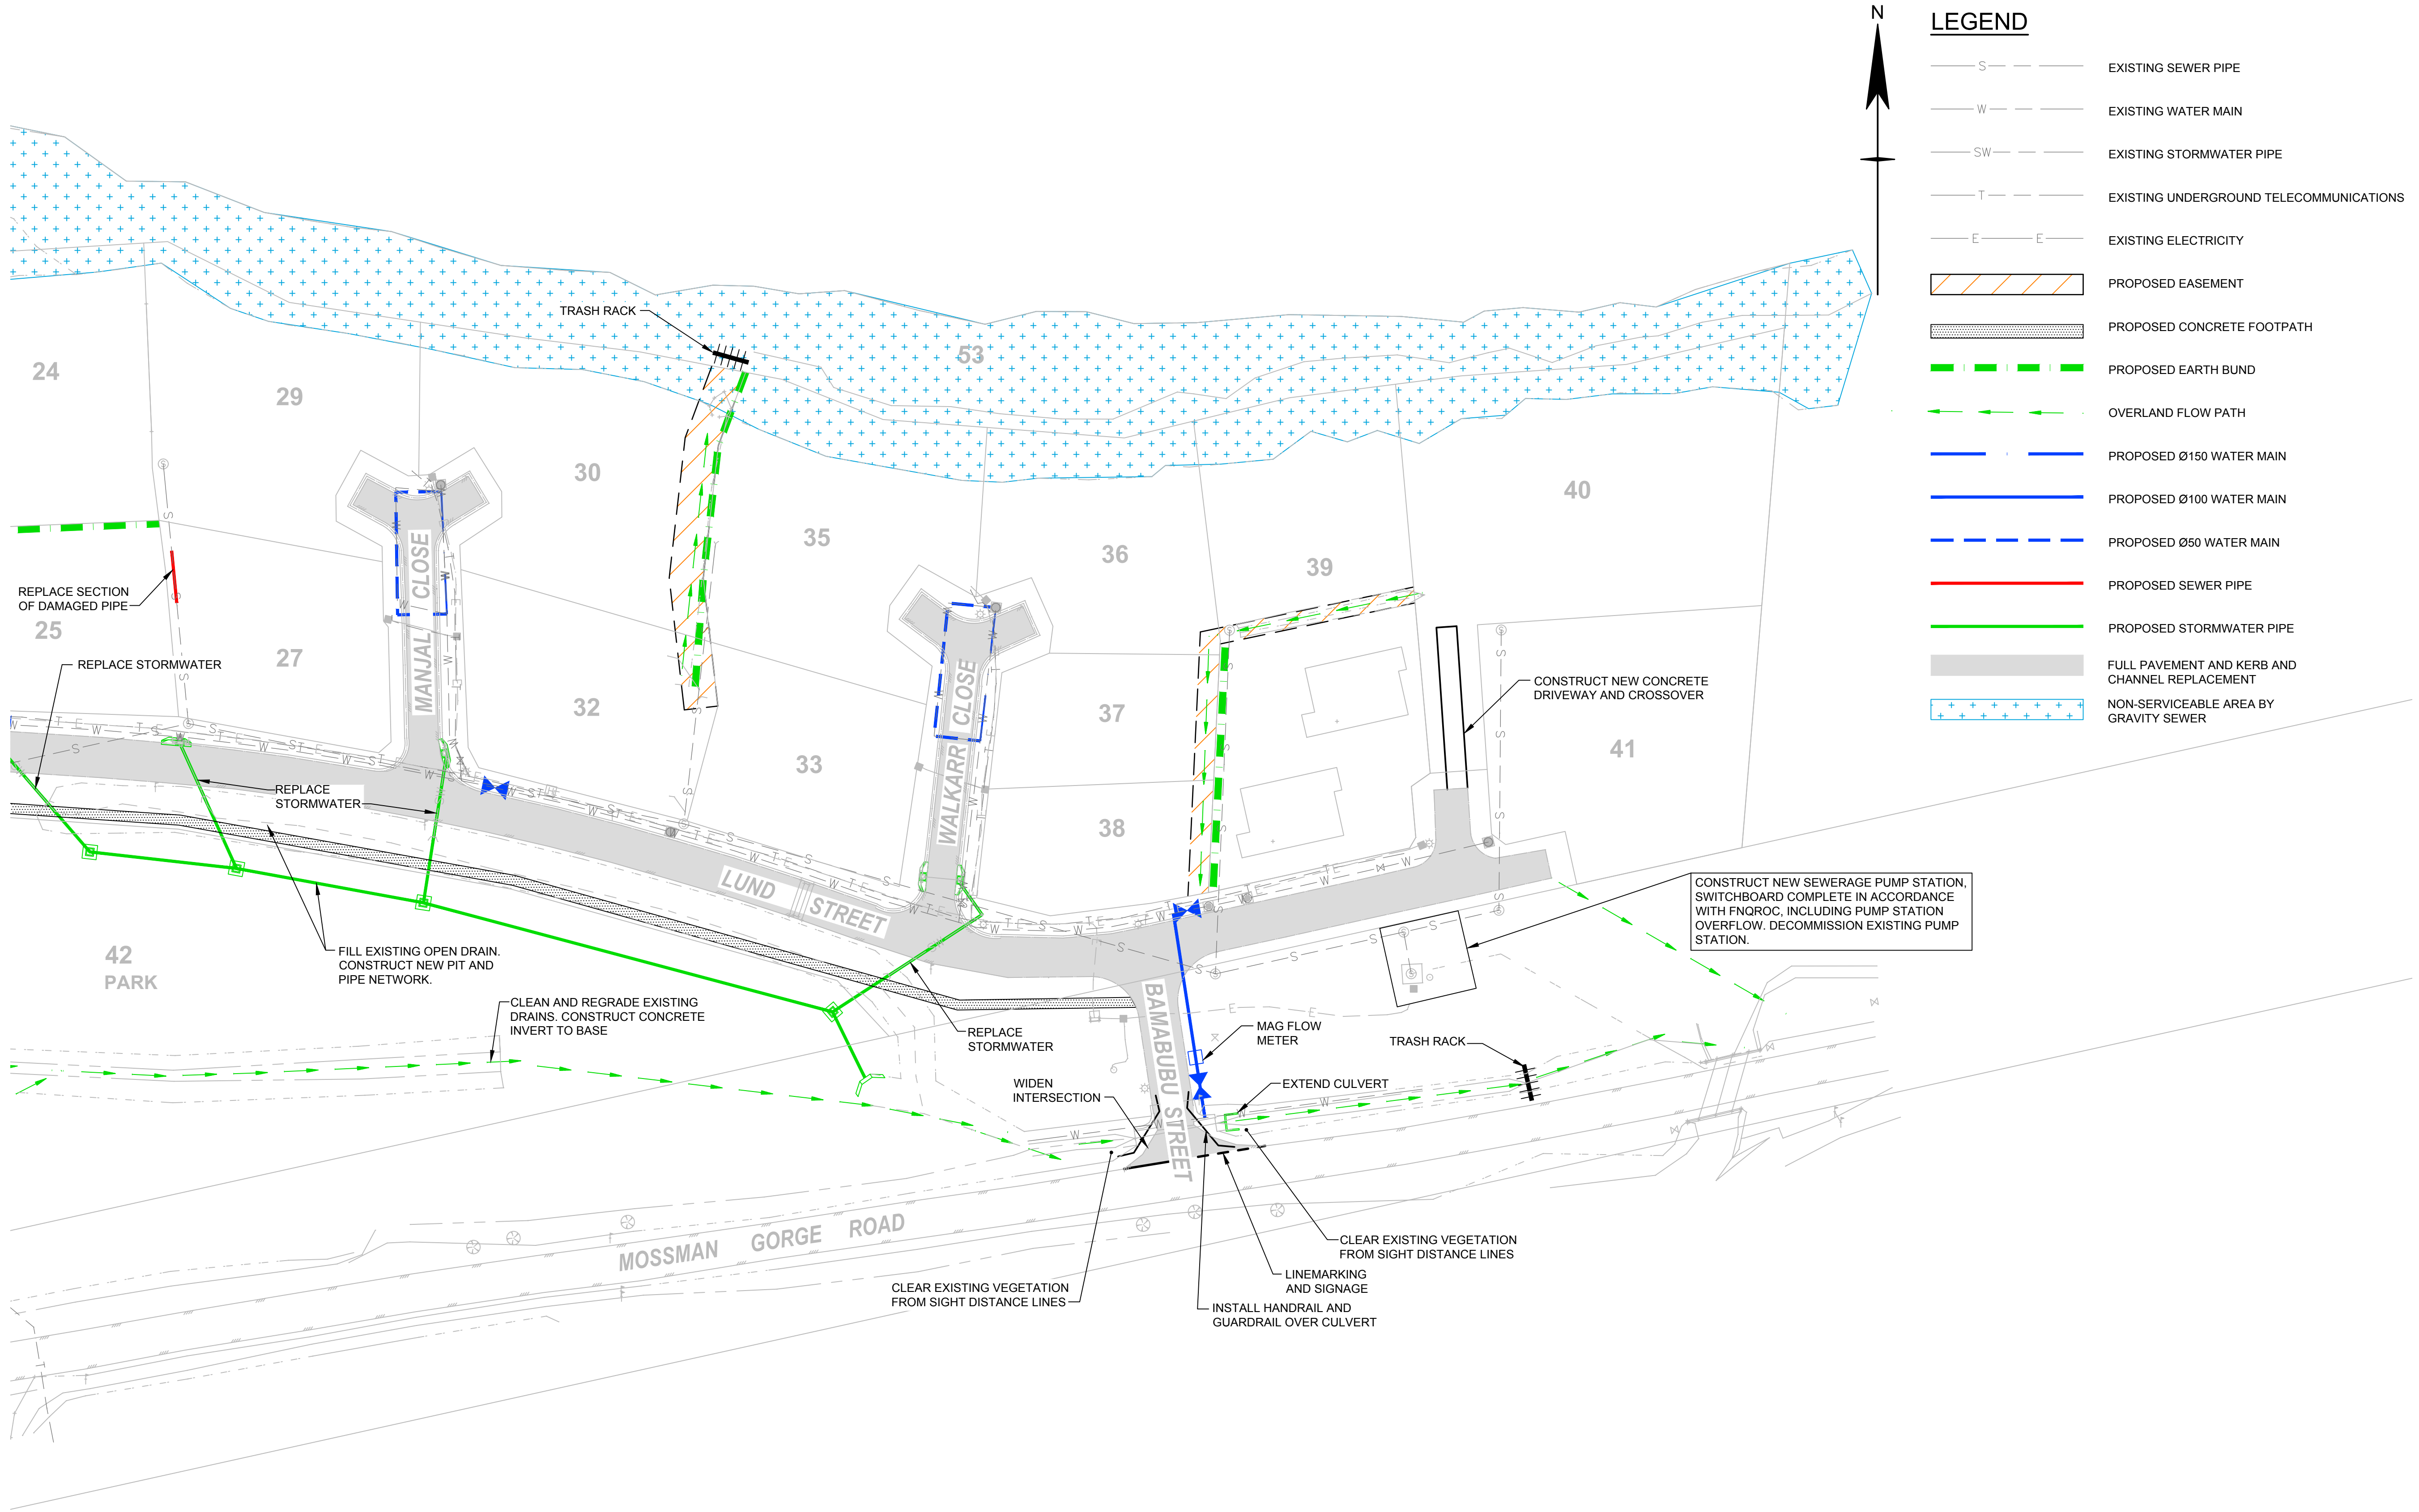 N
LEGEND
S
EXISTING SEWER PIPE
W
EXISTING WATER MAIN
SW
EXISTING STORMWATER PIPE
T
EXISTING UNDERGROUND TELECOMMUNICATIONS
E E
EXISTING ELECTRICITY
PROPOSED EASEMENT
PROPOSED CONCRETE FOOTPATH
PROPOSED EARTH BUND
OVERLAND FLOW PATH
PROPOSED Ø150 WATER MAIN
PROPOSED Ø100 WATER MAIN
PROPOSED Ø50 WATER MAIN
PROPOSED SEWER PIPE
PROPOSED STORMWATER PIPE
FULL PAVEMENT AND KERB AND
CHANNEL REPLACEMENT
NON-SERVICEABLE AREA BY
GRAVITY SEWER
TRASH RACK
53
24
29
30
35
36
39
40
REPLACE SECTION
OF DAMAGED PIPE
25
27
MANJAL CLOSE
32
33
WALKARR CLOSE
37
38
41
REPLACE STORMWATER
CONSTRUCT NEW CONCRETE
DRIVEWAY AND CROSSOVER
REPLACE
STORMWATER
LUND STREET
42
PARK
FILL EXISTING OPEN DRAIN.
CONSTRUCT NEW PIT AND
PIPE NETWORK.
CONSTRUCT NEW SEWERAGE PUMP STATION,
SWITCHBOARD COMPLETE IN ACCORDANCE
WITH FNQROC, INCLUDING PUMP STATION
OVERFLOW. DECOMMISSION EXISTING PUMP
STATION.
CLEAN AND REGRADE EXISTING
DRAINS. CONSTRUCT CONCRETE
INVERT TO BASE
REPLACE
STORMWATER
BAMABUBU STREET
MAG FLOW
METER
TRASH RACK
WIDEN
INTERSECTION
EXTEND CULVERT
MOSSMAN GORGE ROAD
CLEAR EXISTING VEGETATION
FROM SIGHT DISTANCE LINES
LINEMARKING
AND SIGNAGE
CLEAR EXISTING VEGETATION
FROM SIGHT DISTANCE LINES
INSTALL HANDRAIL AND
GUARDRAIL OVER CULVERT